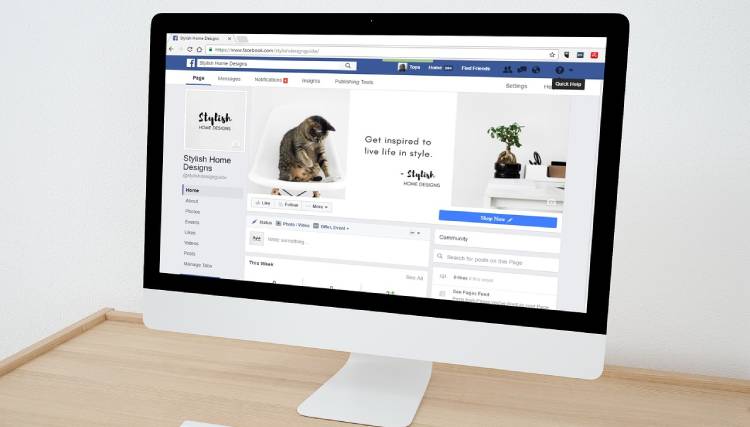 Stylish Home Designs
https://www.facebook.com/stylishdesignguide/
Stylish Home Designs
Toya
Home
Find Friends
Page
Messages
Notifications
Insights
Publishing Tools
Settings
Quick Help
Stylish
HOME DESIGNS
Get inspired to
live life in style.
- Stylish
HOME DESIGNS
Stylish Home
Designs
@stylishdesignguide
Like
Follow
More
Shop Now
Home
About
Photos
Events
Likes
Videos
Posts
Manage Tabs
Status
Photo / Video
Offer, Event +
Write something...
Community
Search for posts on this Page
This Week
See All
0 likes
See Pages Feed